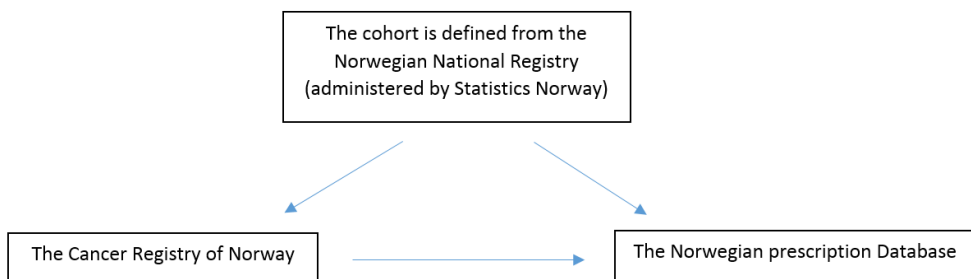 The cohort is defined from the
Norwegian National Registry
(administered by Statistics Norway)
The Cancer Registry of Norway
The Norwegian prescription Database